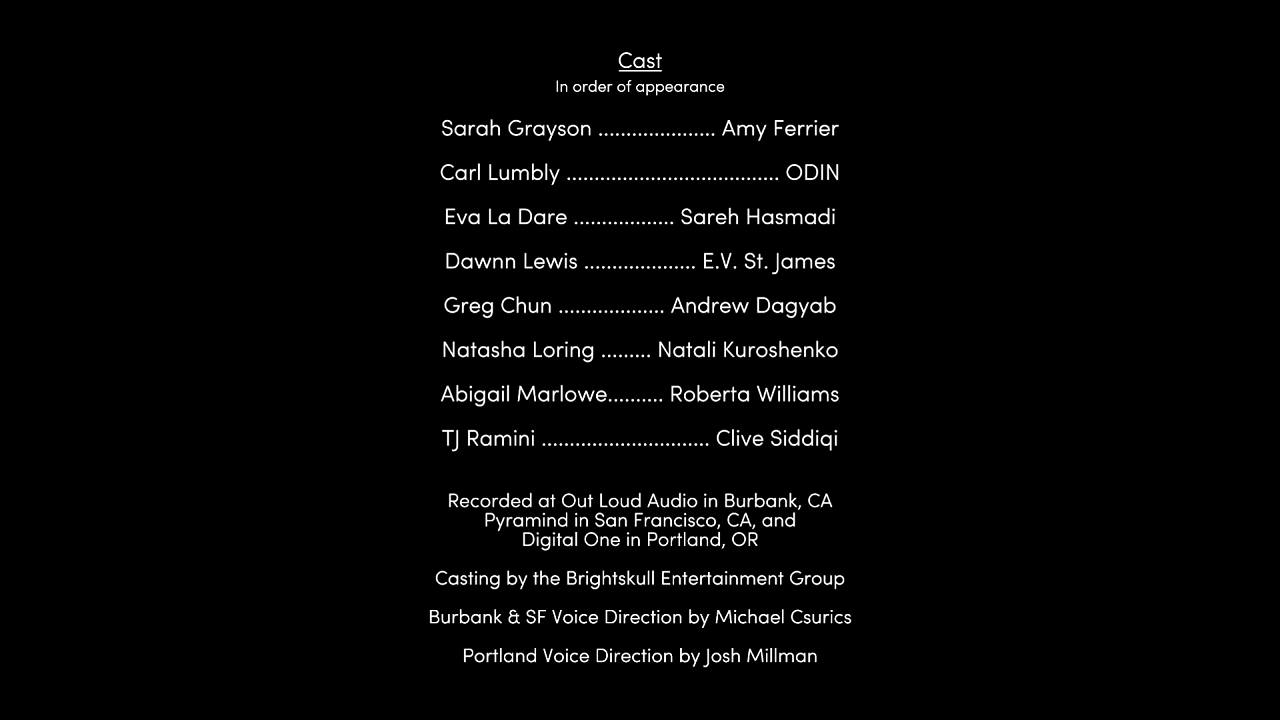 Cast
In order of appearance
Sarah Grayson ..................... Amy Ferrier
Carl Lumbly ...................................... ODIN
Eva La Dare .................. Sareh Hasmadi
Dawnn Lewis .................... E.V. St. James
Greg Chun ................... Andrew Dagyab
Natasha Loring ......... Natali Kuroshenko
Abigail Marlowe.......... Roberta Williams
TJ Ramini .............................. Clive Siddiqi
Recorded at Out Loud Audio in Burbank, CA
Pyramind in San Francisco, CA, and
Digital One in Portland, OR
Casting by the Brightskull Entertainment Group
Burbank & SF Voice Direction by Michael Csurics
Portland Voice Direction by Josh Millman